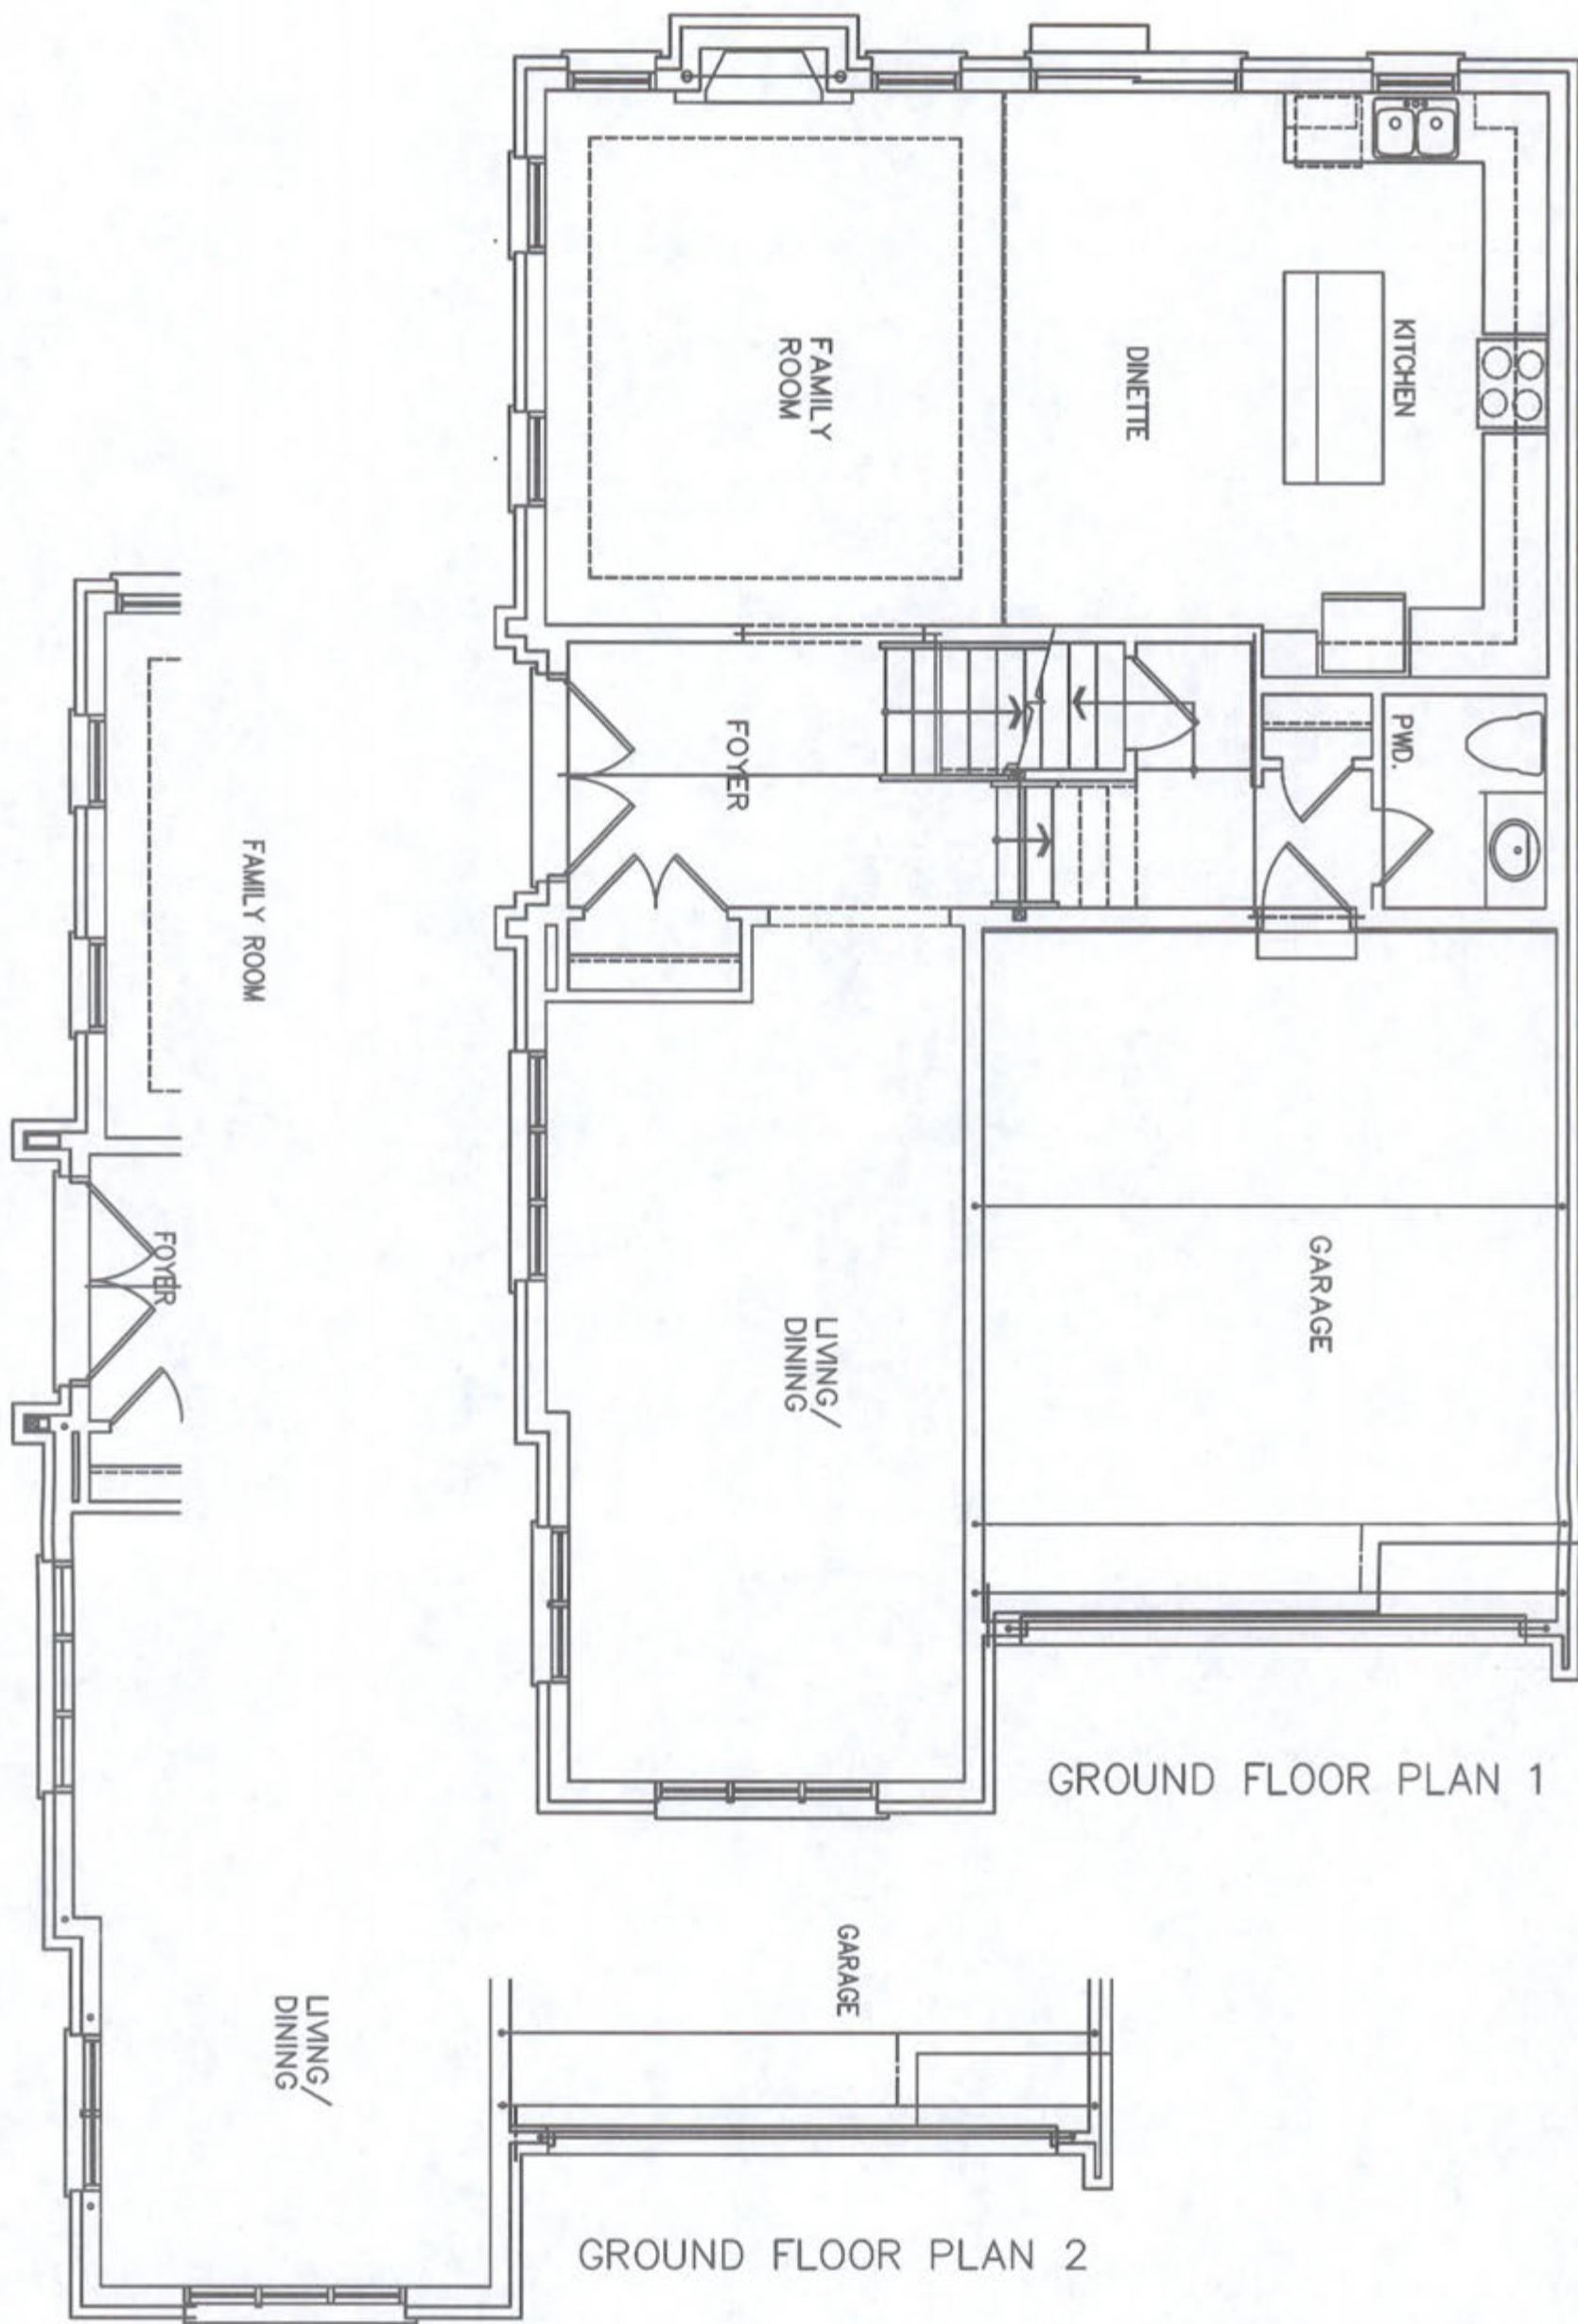 KITCHEN
DINETTE
FAMILY
ROOM
PWD.
FOYER
GARAGE
LIVING/
DINING
GROUND FLOOR PLAN 1
FAMILY ROOM
FOYER
GARAGE
LIVING/
DINING
GROUND FLOOR PLAN 2